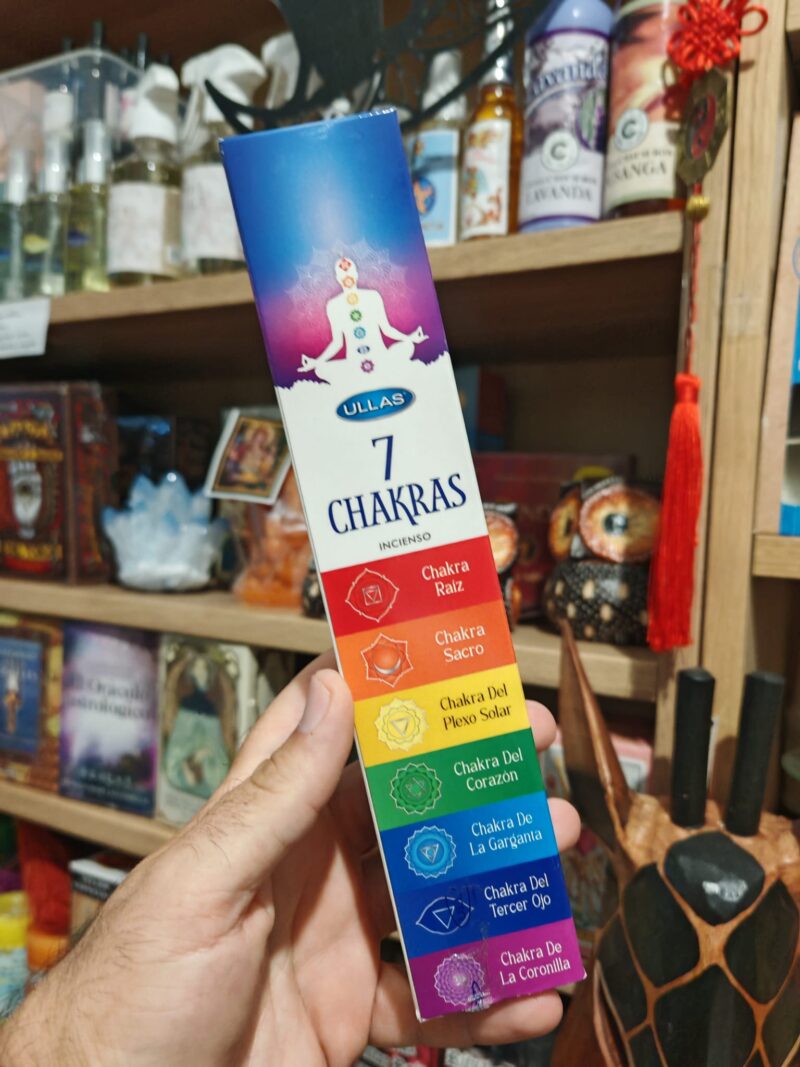 LAVANDA
ULLAS
7
CHAKRAS
INCIENSO
Chakra
Raíz
Chakra
Sacro
Chakra Del
Plexo Solar
Chakra Del
Corazón
Chakra De
La Garganta
Chakra Del
Tercer Ojo
Chakra De
La Coronilla